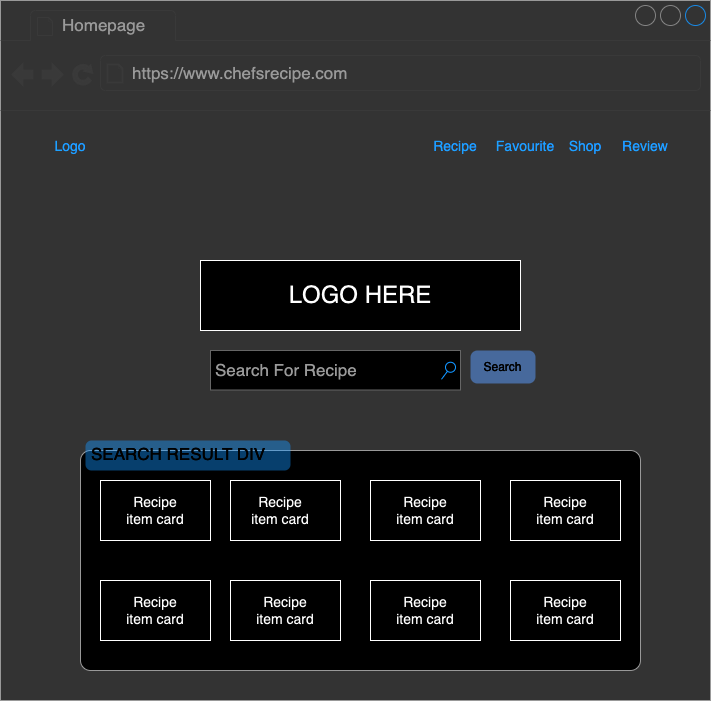 Homepage
https://www.chefsrecipe.com
Logo
Recipe
Favourite
Shop
Review
LOGO HERE
Search For Recipe
Search
SEARCH RESULT DIV
Recipe
item card
Recipe
item card
Recipe
item card
Recipe
item card
Recipe
item card
Recipe
item card
Recipe
item card
Recipe
item card